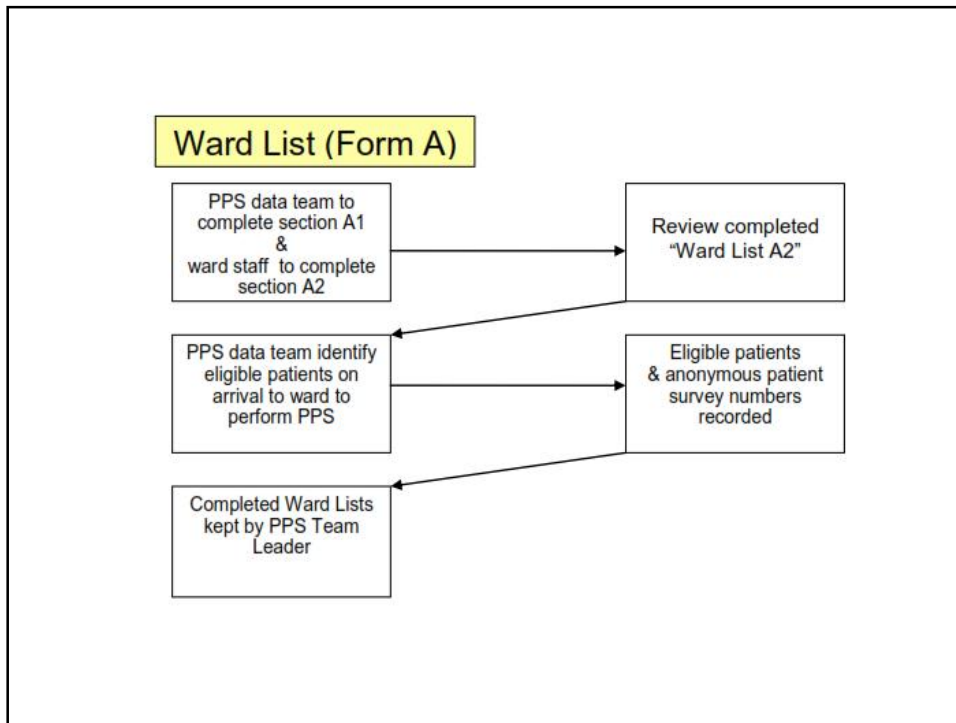 Ward List (Form A)
PPS data team to
complete section A1
&
ward staff to complete
section A2
Review completed
“Ward List A2”
PPS data team identify
eligible patients on
arrival to ward to
perform PPS
Eligible patients
& anonymous patient
survey numbers
recorded
Completed Ward Lists
kept by PPS Team
Leader